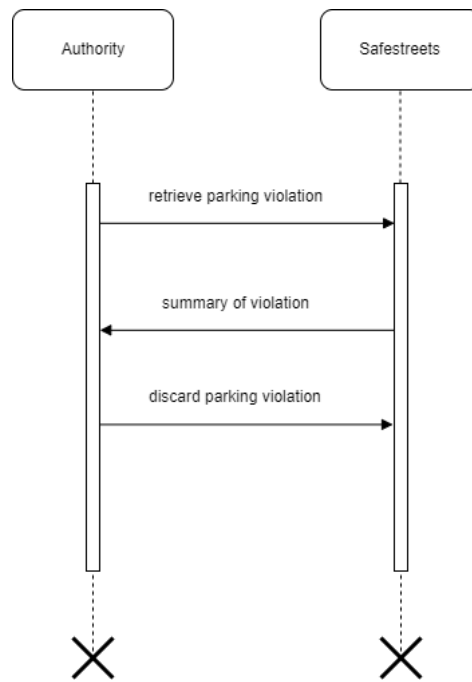 Authority
Safestreets
retrieve parking violation
summary of violation
discard parking violation